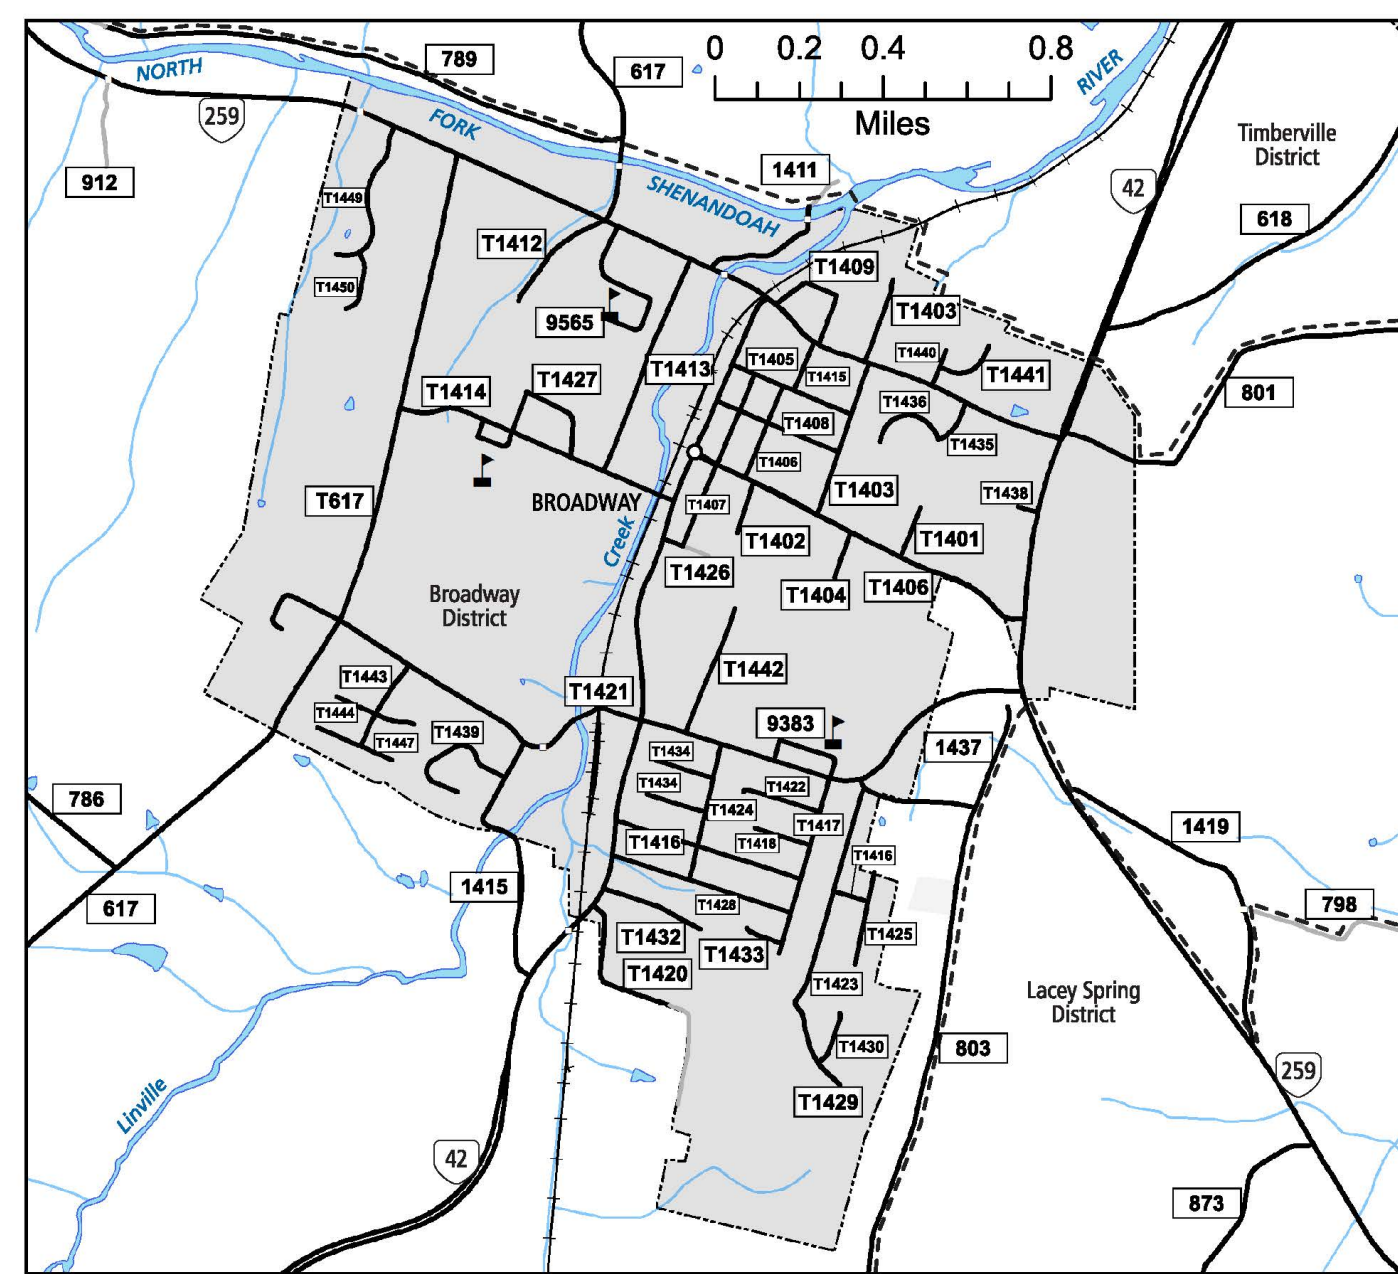 0 0.2 0.4 0.8
Miles
NORTH
FORK
SHENANDOAH
RIVER
789
617
259
912
1411
42
Timberville
District
618
T1449
T1450
T1412
9565
T1409
T1403
T1413
T1405
T1415
T1440
T1441
801
T1414
T1427
T1408
T1436
T1435
T1406
T617
BROADWAY
T1407
T1403
T1438
T1402
T1401
Creek
T1426
T1404
T1406
Broadway
District
T1442
T1443
T1421
T1444
T1447
T1439
9383
1437
T1434
T1434
T1422
T1424
T1417
786
1419
T1416
T1418
T1416
1415
617
T1428
798
T1432
T1433
T1425
T1420
T1423
Lacey Spring
District
T1430
803
T1429
259
Linville
42
873